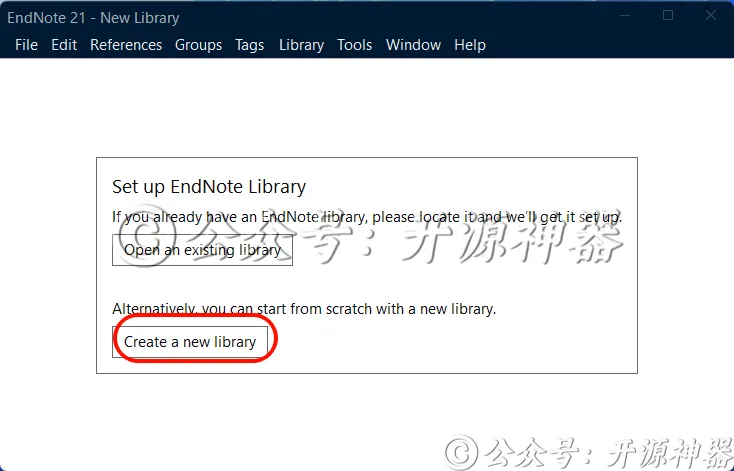 EndNote 21 - New Library
File Edit References Groups Tags Library Tools Window Help
Set up EndNote Library
If you already have an EndNote library, please locate it and we'll get it set up.
©公众号：开源神器
Open an existing library
Alternatively, you can start from scratch with a new library.
Create a new library
©公众号：开源神器